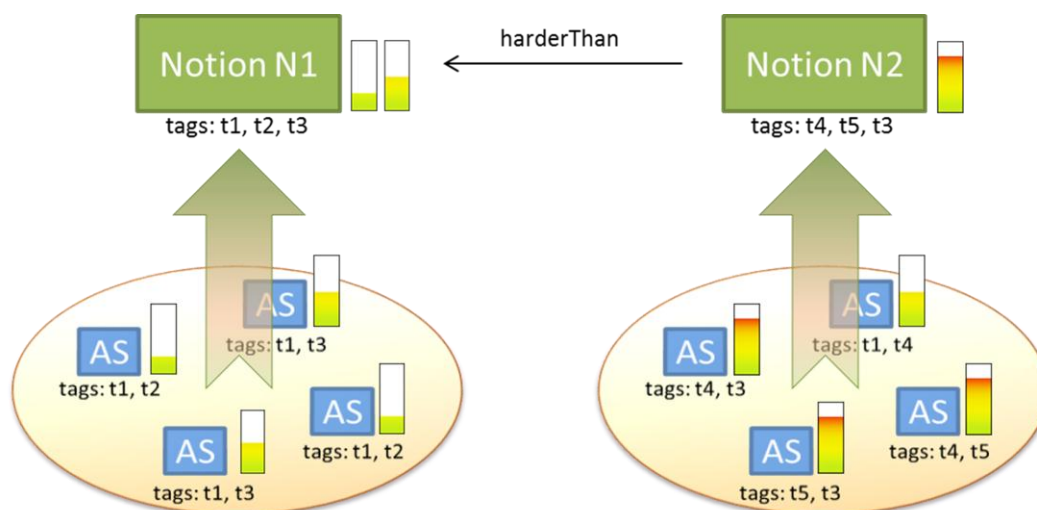 Notion N1
harderThan
Notion N2
tags: t1, t2, t3
tags: t4, t5, t3
AS
tags: t1, t3
AS
tags: t1, t2
AS
tags: t1, t2
AS
tags: t1, t3
AS
tags: t1, t4
AS
tags: t4, t3
AS
tags: t4, t5
AS
tags: t5, t3